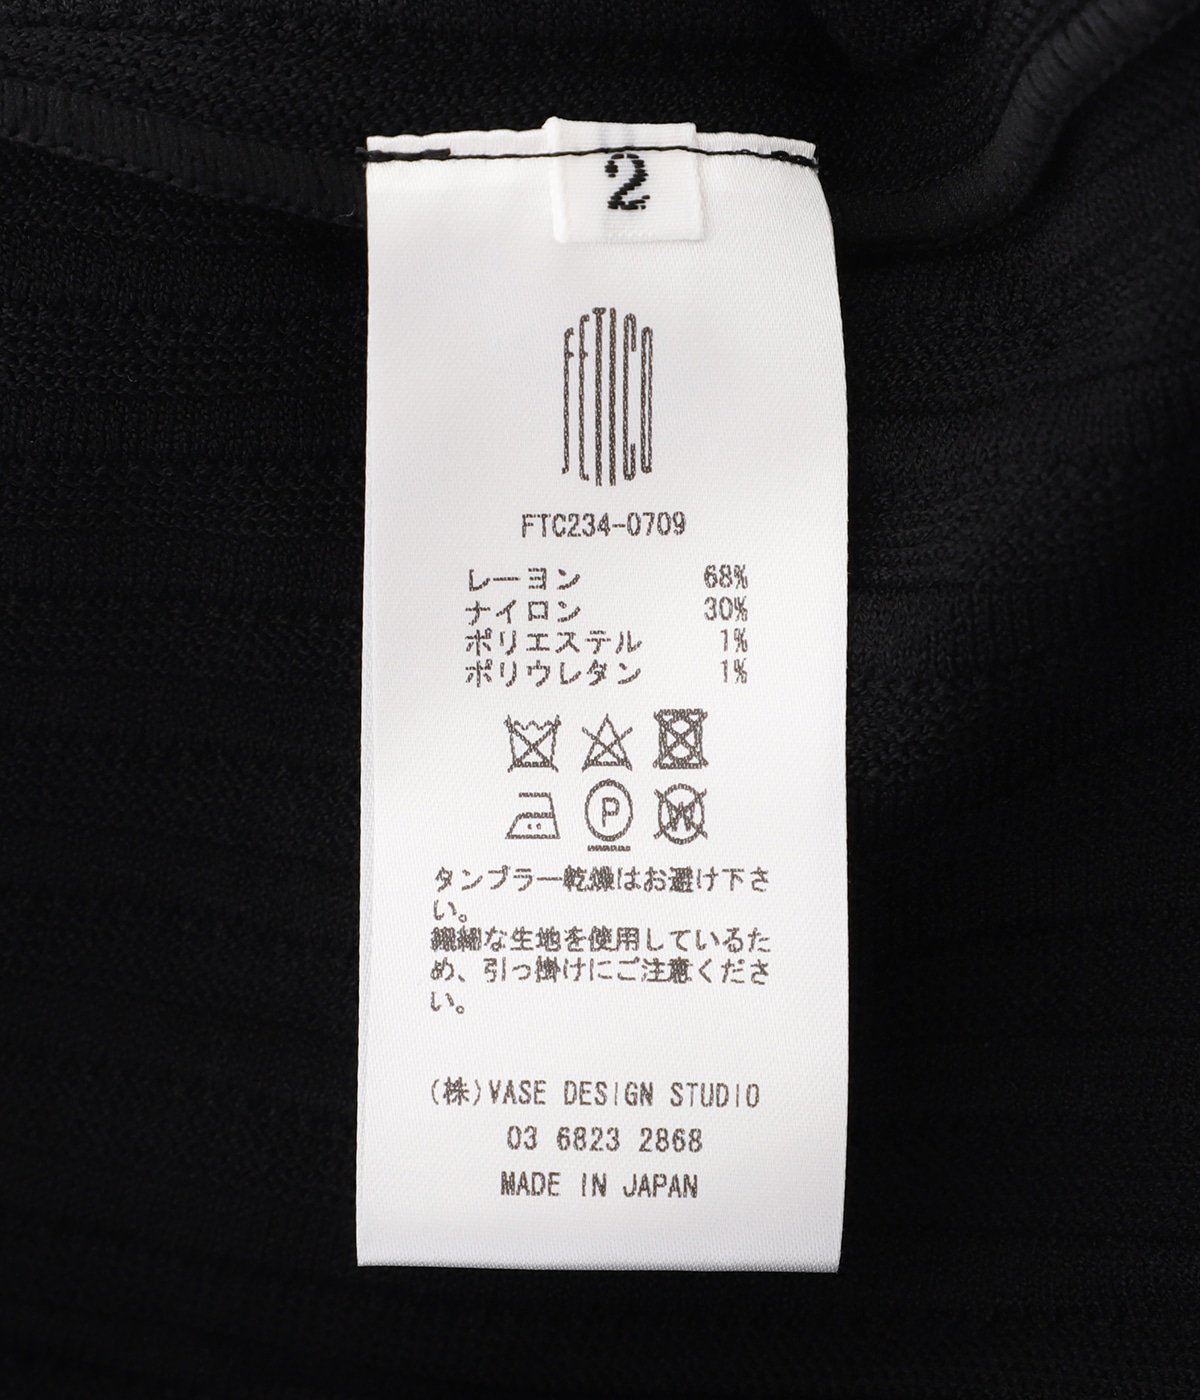 2
FETICO
FTC234-0709
レーヨン 68%
ナイロン 30%
ポリエステル 1%
ポリウレタン 1%
P
W
タンブラー乾燥はお避け下さ
い。
繊細な生地を使用しているた
め、引っ掛けにご注意くださ
い。
(株)VASE DESIGN STUDIO
03 6823 2868
MADE IN JAPAN